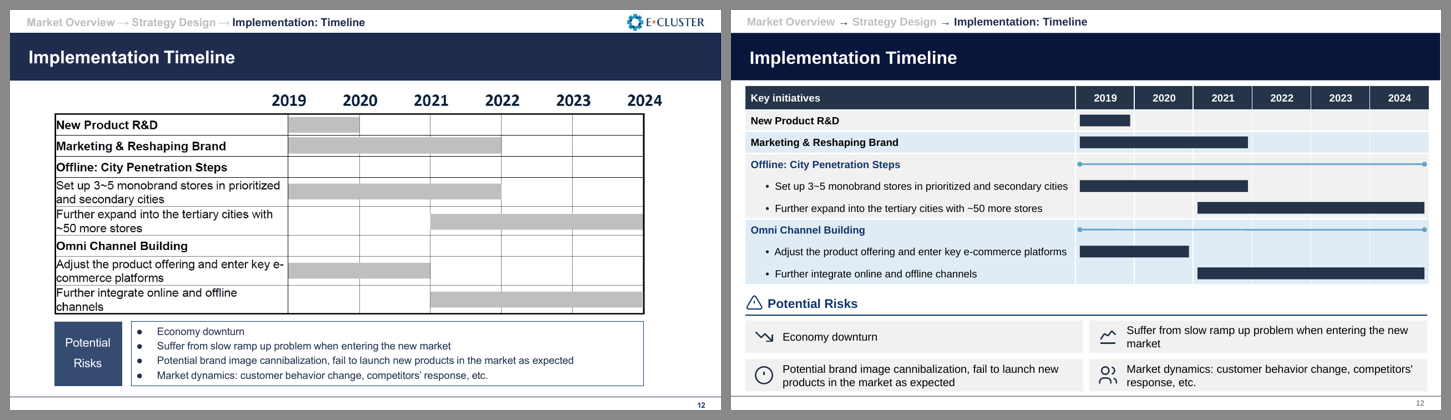 Market Overview → Strategy Design → Implementation: Timeline
E•CLUSTER
Implementation Timeline
2019 2020 2021 2022 2023 2024
New Product R&D
Marketing & Reshaping Brand
Offline: City Penetration Steps
Set up 3~5 monobrand stores in prioritized
and secondary cities
Further expand into the tertiary cities with
~50 more stores
Omni Channel Building
Adjust the product offering and enter key e-
commerce platforms
Further integrate online and offline
channels
Potential
Risks
● Economy downturn
● Suffer from slow ramp up problem when entering the new market
● Potential brand image cannibalization, fail to launch new products in the market as expected
● Market dynamics: customer behavior change, competitors' response, etc.
12
Market Overview → Strategy Design → Implementation: Timeline
Implementation Timeline
Key initiatives 2019 2020 2021 2022 2023 2024
New Product R&D
Marketing & Reshaping Brand
Offline: City Penetration Steps
• Set up 3~5 monobrand stores in prioritized and secondary cities
• Further expand into the tertiary cities with ~50 more stores
Omni Channel Building
• Adjust the product offering and enter key e-commerce platforms
• Further integrate online and offline channels
Potential Risks
Economy downturn
Suffer from slow ramp up problem when entering the new
market
Potential brand image cannibalization, fail to launch new
products in the market as expected
Market dynamics: customer behavior change, competitors'
response, etc.
12